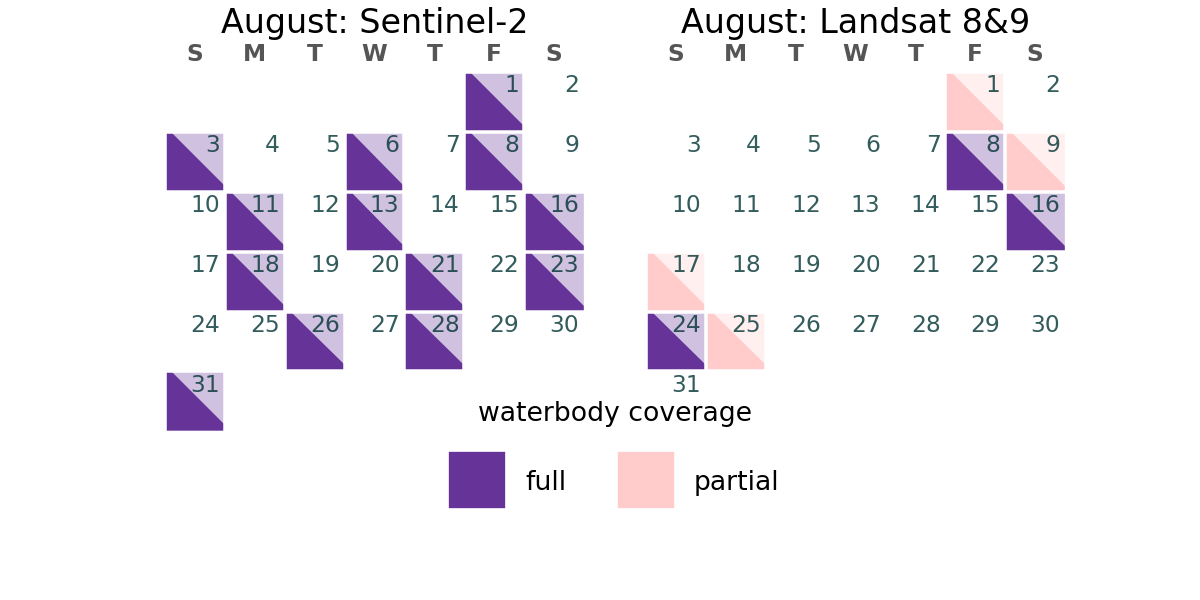 August: Sentinel-2
S M T W T F S
1 2
3 4 5 6 7 8 9
10 11 12 13 14 15 16
17 18 19 20 21 22 23
24 25 26 27 28 29 30
31
August: Landsat 8&9
S M T W T F S
1 2
3 4 5 6 7 8 9
10 11 12 13 14 15 16
17 18 19 20 21 22 23
24 25 26 27 28 29 30
31
waterbody coverage
full partial